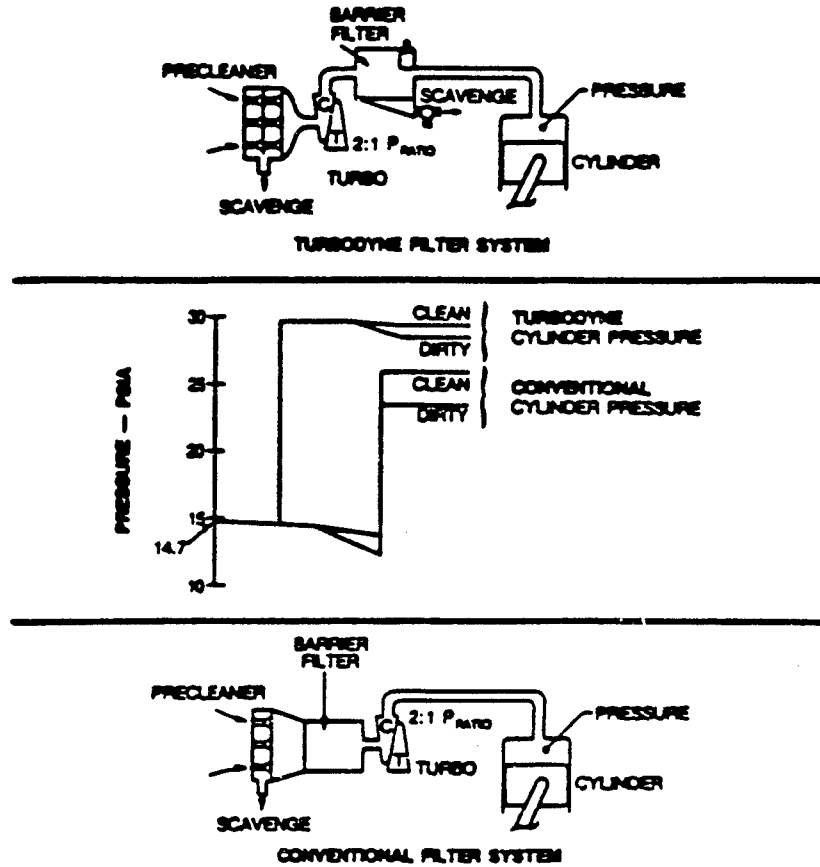 BARRIER
FILTER
PRECLEANER
SCAVENGE
PRESSURE
2:1 PRATIO
CYLINDER
TURBO
SCAVENGE
TURBODYNE FILTER SYSTEM
30
CLEAN
TURBODYNE
CYLINDER PRESSURE
DIRTY
25
CLEAN
CONVENTIONAL
CYLINDER PRESSURE
DIRTY
20
PRESSURE — PSIA
15
14.7
10
BARRIER
FILTER
PRECLEANER
2:1 PRATIO
PRESSURE
C
T
TURBO
CYLINDER
SCAVENGE
CONVENTIONAL FILTER SYSTEM
C
T